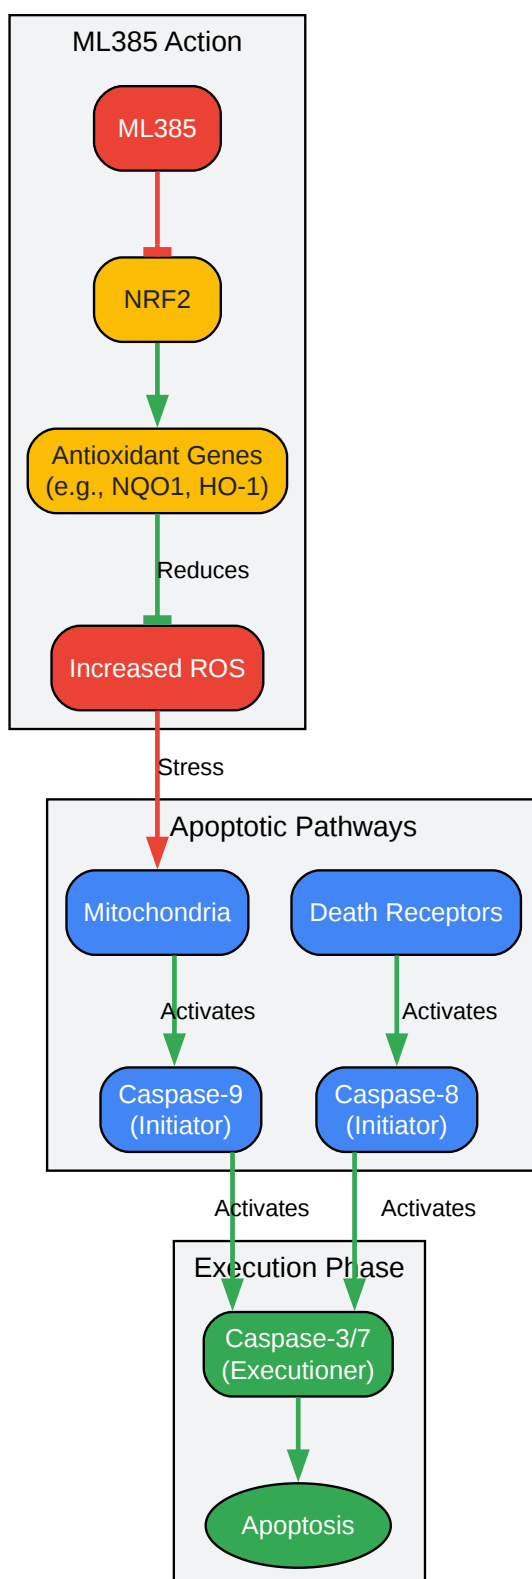 ML385 Action
ML385
NRF2
Antioxidant Genes
(e.g., NQO1, HO-1)
Reduces
Increased ROS
Stress
Apoptotic Pathways
Mitochondria
Death Receptors
Activates
Activates
Caspase-9
(Initiator)
Caspase-8
(Initiator)
Activates
Activates
Execution Phase
Caspase-3/7
(Executioner)
Apoptosis